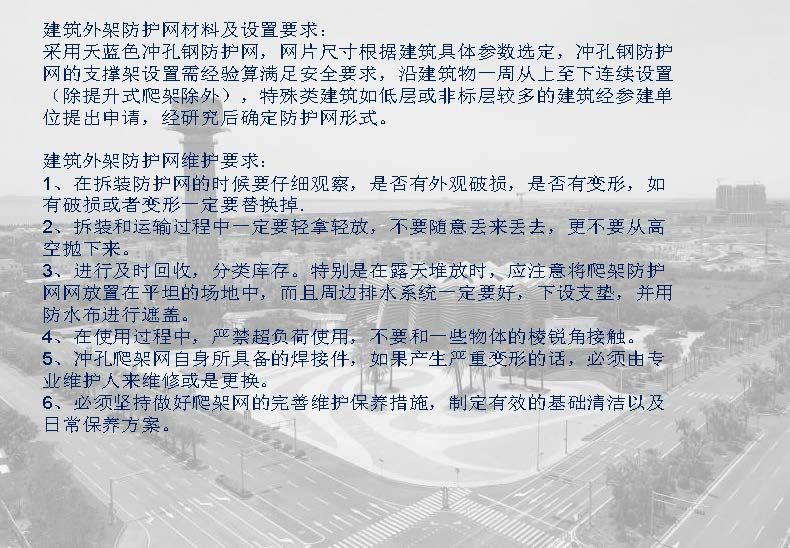 建筑外架防护网材料及设置要求：
采用天蓝色冲孔钢防护网，网片尺寸根据建筑具体参数选定，冲孔钢防护
网的支撑架设置需经验算满足安全要求，沿建筑物一周从上至下连续设置
（除提升式爬架除外），特殊类建筑如低层或非标层较多的建筑经参建单
位提出申请，经研究后确定防护网形式。
建筑外架防护网维护要求：
1、在拆装防护网的时候要仔细观察，是否有外观破损，是否有变形，如
有破损或者变形一定要替换掉.
2、拆装和运输过程中一定要轻拿轻放，不要随意丢来丢去，更不要从高
空抛下来。
3、进行及时回收，分类库存。特别是在露天堆放时，应注意将爬架防护
网网放置在平坦的场地中，而且周边排水系统一定要好，下设支垫，并用
防水布进行遮盖。
4、在使用过程中，严禁超负荷使用，不要和一些物体的棱锐角接触。
5、冲孔爬架网自身所具备的焊接件，如果产生严重变形的话，必须由专
业维护人来维修或是更换。
6、必须坚持做好爬架网的完善维护保养措施，制定有效的基础清洁以及
日常保养方案。